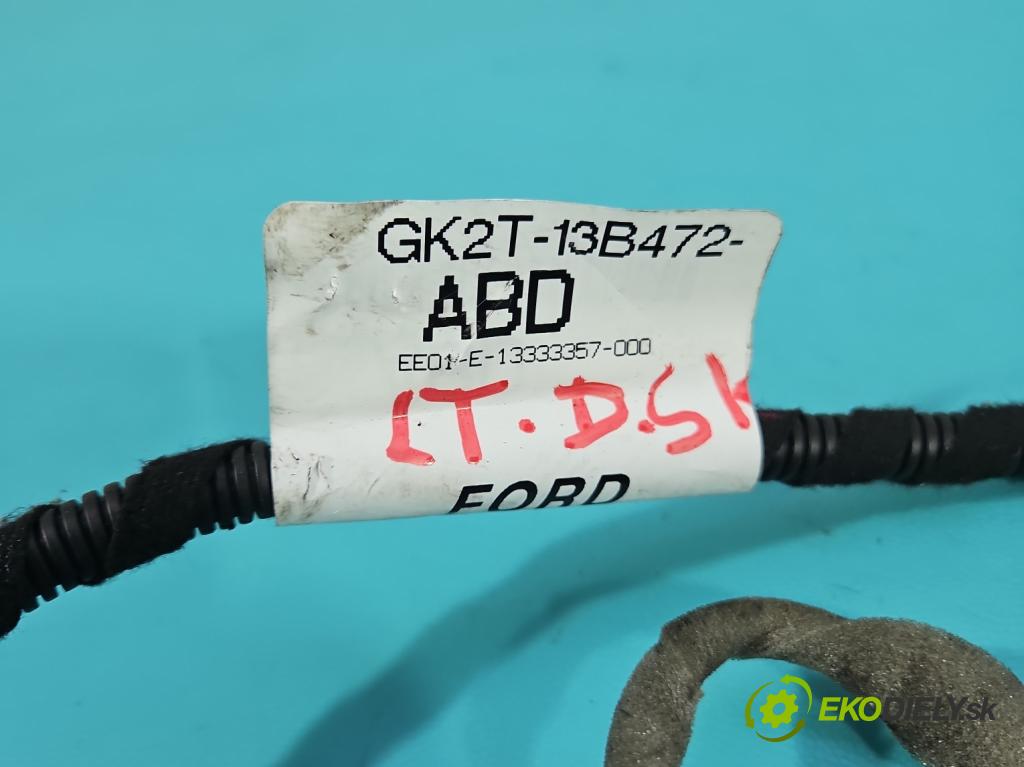 GK2T-13B472-
ABD
EE01-E-13333357-000
LT.D.SK
FORD
EKODIELY.sk